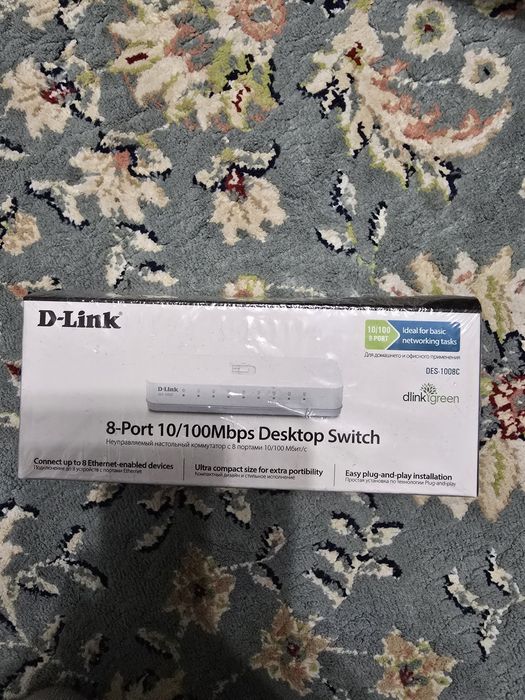 D-Link
10/100
8-PORT
Ideal for basic
networking tasks
Для домашнего и офисного применения
DES-1008C
dlinkgreen
D-Link
8-Port 10/100Mbps Desktop Switch
Неуправляемый настольный коммутатор с 8 портами 10/100 Мбит/с
Connect up to 8 Ethernet-enabled devices
Подключение до 8 устройств с портами Ethernet
Ultra compact size for extra portibility
Компактный дизайн и стильное исполнение
Easy plug-and-play installation
Простая установка по технологии Plug-and-play